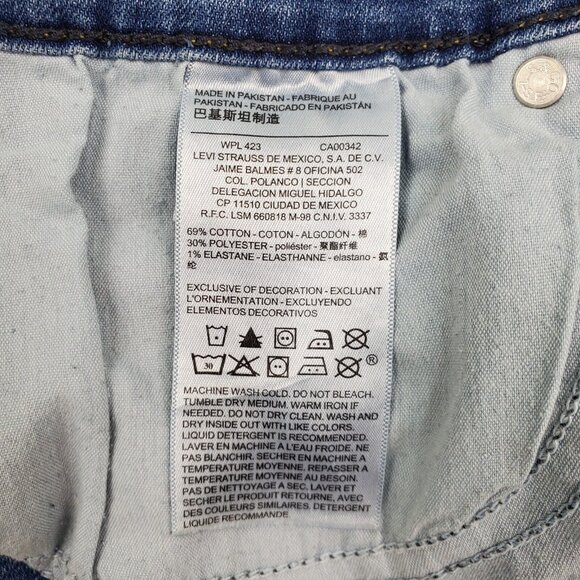 MADE IN PAKISTAN - FABRIQUE AU
PAKISTAN - FABRICADO EN PAKISTÁN
巴基斯坦制造
WPL 423 CA00342
LEVI STRAUSS DE MEXICO, S.A. DE C.V.
JAIME BALMES # 8 OFICINA 502
COL. POLANCO | SECCION
DELEGACION MIGUEL HIDALGO
CP 11510 CIUDAD DE MEXICO
R.F.C. LSM 660818 M-98 C.N.I.V. 3337
69% COTTON - COTON - ALGODÓN - 棉
30% POLYESTER - poliéster - 聚酯纤维
1% ELASTANE - ELASTHANNE - elastano - 氨
纶
EXCLUSIVE OF DECORATION - EXCLUANT
L'ORNEMENTATION - EXCLUYENDO
ELEMENTOS DECORATIVOS
30 ®
MACHINE WASH COLD. DO NOT BLEACH.
TUMBLE DRY MEDIUM. WARM IRON IF
NEEDED. DO NOT DRY CLEAN. WASH AND
DRY INSIDE OUT WITH LIKE COLORS.
LIQUID DETERGENT IS RECOMMENDED.
LAVER EN MACHINE A L'EAU FROIDE. NE
PAS BLANCHIR. SECHER EN MACHINE A
TEMPERATURE MOYENNE. REPASSER A
TEMPERATURE MOYENNE AU BESOIN.
PAS DE NETTOYAGE A SEC. LAVER ET
SECHER LE PRODUIT RETOURNE, AVEC
DES COULEURS SIMILAIRES. DETERGENT
LIQUIDE RECOMMANDE.